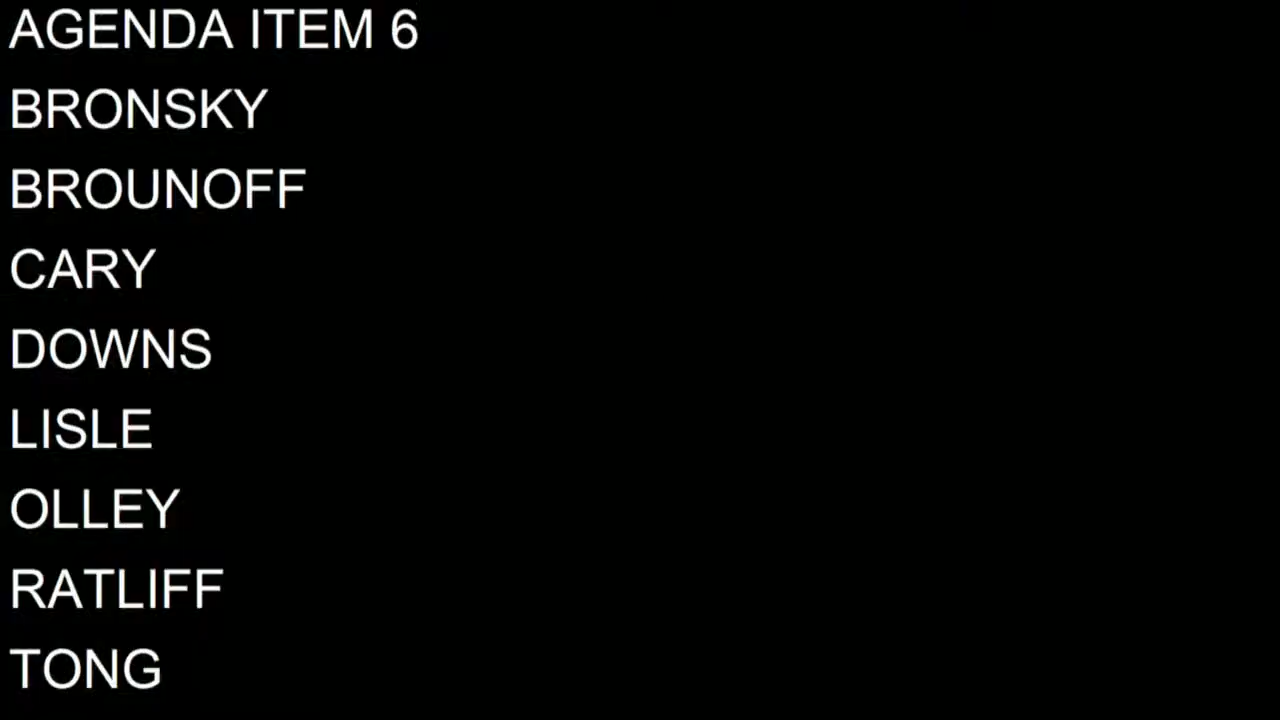 AGENDA ITEM 6
BRONSKY
BROUNOFF
CARY
DOWNS
LISLE
OLLEY
RATLIFF
TONG